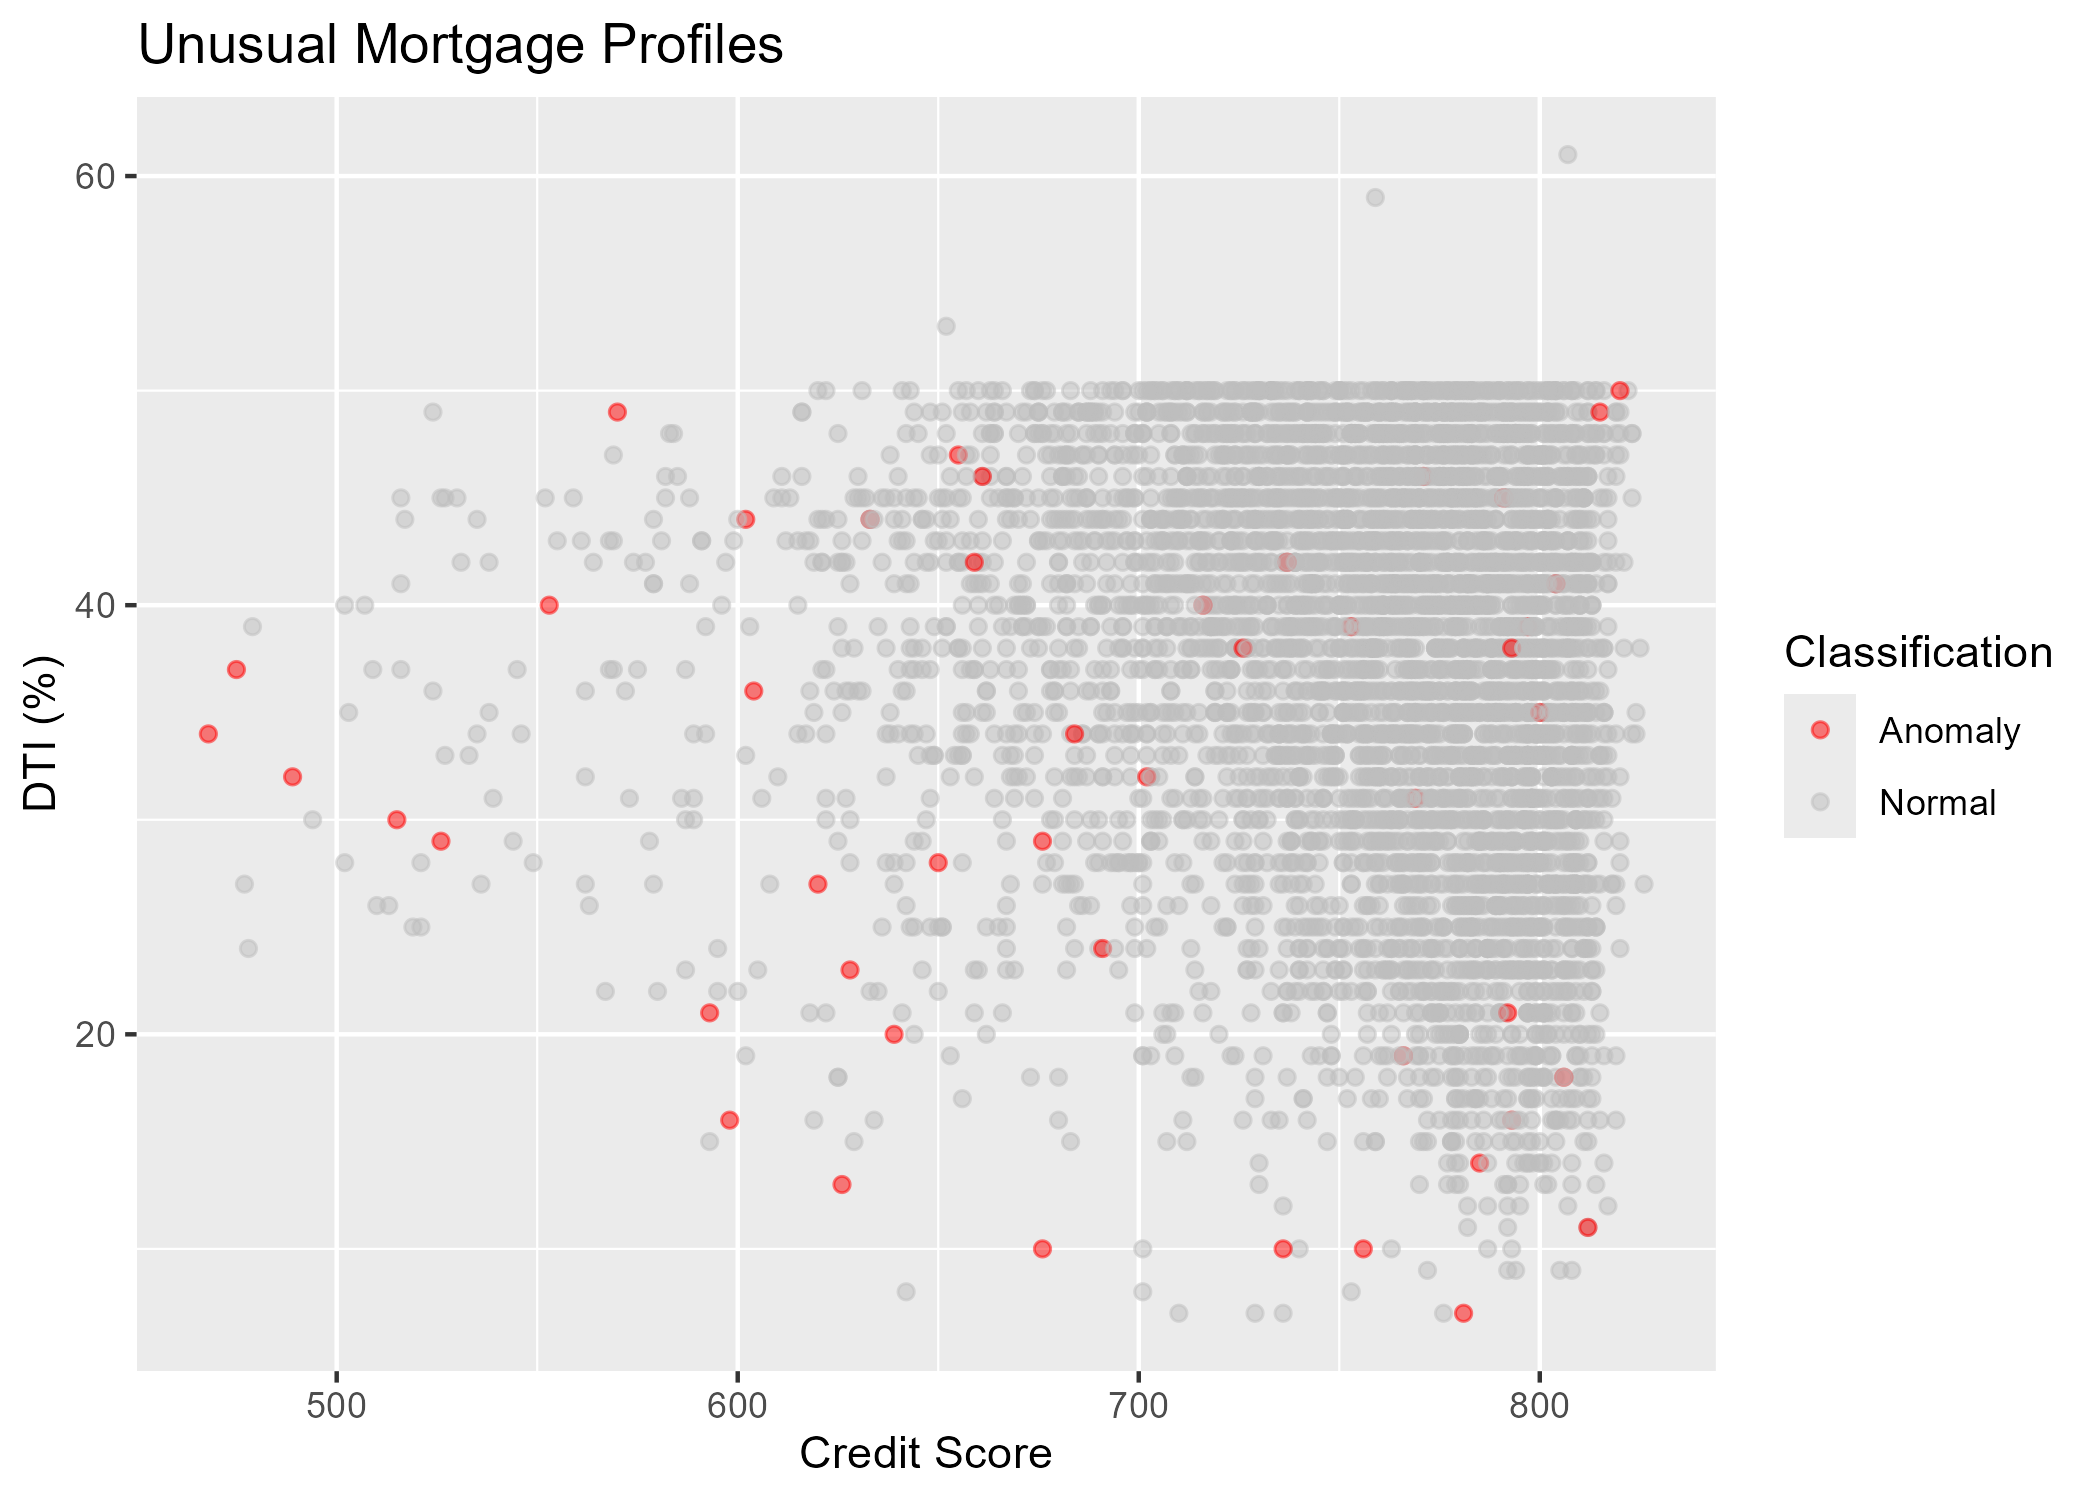 Unusual Mortgage Profiles
60
40
20
DTI (%)
500 600 700 800
Credit Score
Classification
Anomaly
Normal